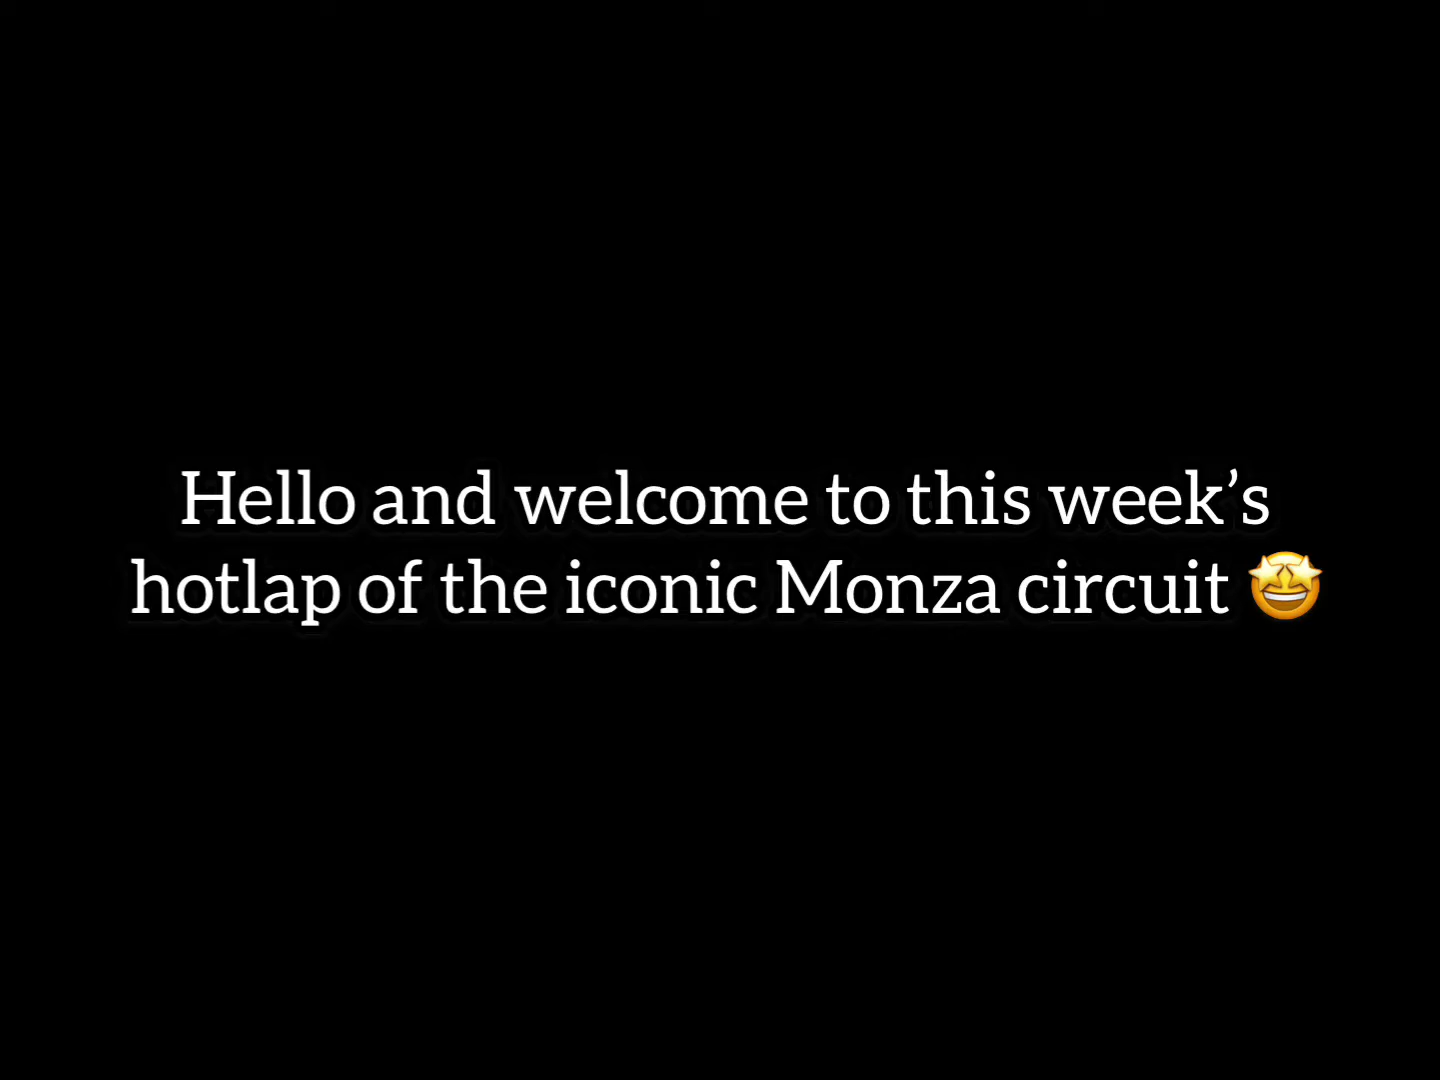 Hello and welcome to this week’s
hotlap of the iconic Monza circuit 🤩